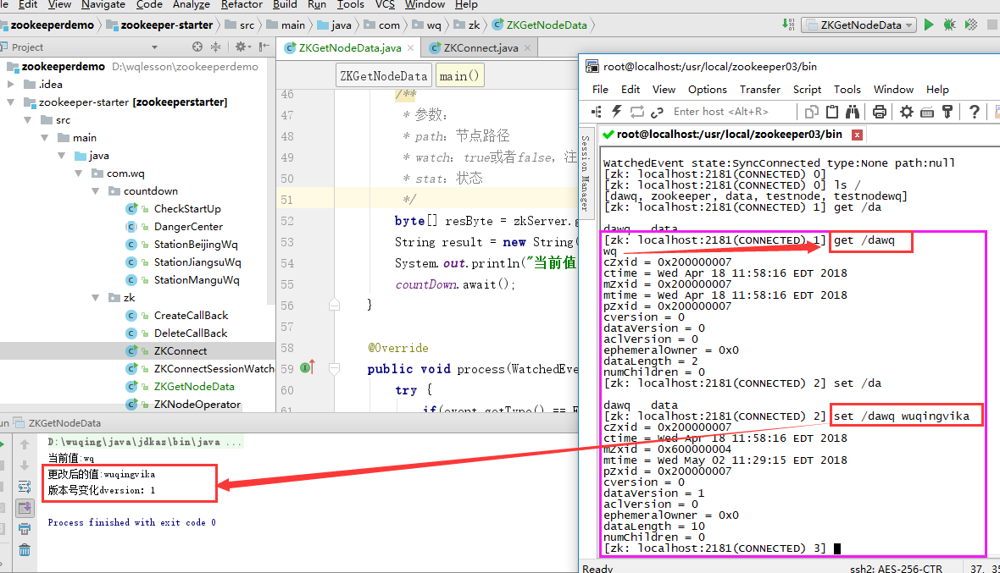 Edit View Navigate Code Analyze Refactor Build Run Tools VCS Window Help
zookeeperdemo zookeeper-starter src main java com wq zk ZKGetNodeData
ZKGetNodeData
Project
ZKGetNodeData.java ZKConnect.java
zookeeperdemo D:\wqlesson\zookeeperdemo
.idea
zookeeper-starter [zookeeperstarter]
src
main
java
com.wq
countdown
CheckStartUp
DangerCenter
StationBeijingWq
StationJiangsuWq
StationManguWq
zk
CreateCallBack
DeleteCallBack
ZKConnect
ZKConnectSessionWatch
ZKGetNodeData
ZKNodeOperator
ZKGetNodeData main()
46 /**
47 * 参数:
48 * path: 节点路径
49 * watch: true或者false, 注
50 * stat: 状态
51 */
52 byte[] resByte = zkServer.g
53 String result = new String(
54 System.out.println("当前值
55 countDown.await();
56 }
57
58 @Override
59 public void process(WatchedEve
60 try {
61 if(event.getType() == E
ZKGetNodeData
D:\wuqing\java\jdkaz\bin\java ...
当前值:wq
更改后的值:wuqingvika
版本号变化dversion: 1
Process finished with exit code 0
root@localhost:/usr/local/zookeeper03/bin
File Edit View Options Transfer Script Tools Window Help
Enter host <Alt+R>
Session Manager
root@localhost:/usr/local/zookeeper03/bin
WatchedEvent state:SyncConnected type:None path:null
[zk: localhost:2181(CONNECTED) 0]
[zk: localhost:2181(CONNECTED) 0] ls /
[dawq, zookeeper, data, testnode, testnodewq]
[zk: localhost:2181(CONNECTED) 1] get /da
dawq data
[zk: localhost:2181(CONNECTED) 1] get /dawq
wq
cZxid = 0x200000007
ctime = Wed Apr 18 11:58:16 EDT 2018
mZxid = 0x200000007
mtime = Wed Apr 18 11:58:16 EDT 2018
pZxid = 0x200000007
cversion = 0
dataVersion = 0
aclVersion = 0
ephemeralOwner = 0x0
dataLength = 2
numChildren = 0
[zk: localhost:2181(CONNECTED) 2] set /da
dawq data
[zk: localhost:2181(CONNECTED) 2] set /dawq wuqingvika
cZxid = 0x200000007
ctime = Wed Apr 18 11:58:16 EDT 2018
mZxid = 0x600000004
mtime = Wed May 02 11:29:15 EDT 2018
pZxid = 0x200000007
cversion = 0
dataVersion = 1
aclVersion = 0
ephemeralOwner = 0x0
dataLength = 10
numChildren = 0
[zk: localhost:2181(CONNECTED) 3]
Ready ssh2: AES-256-CTR 37,